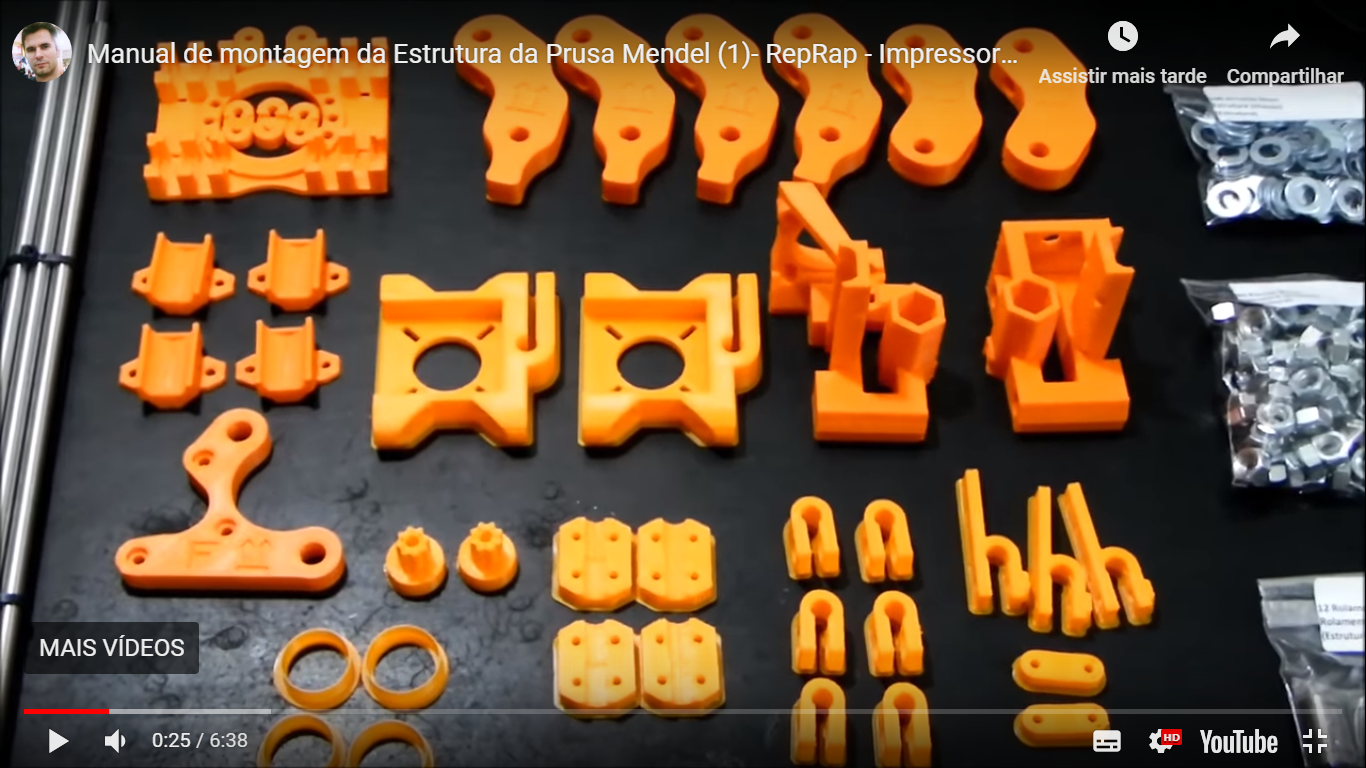 Manual de montagem da Estrutura da Prusa Mendel (1)- RepRap - Impressor...
Assistir mais tarde
Compartilhar
12 Rolam
Rolamen
(Estrutur
MAIS VÍDEOS
0:25 / 6:38
HD
YouTube